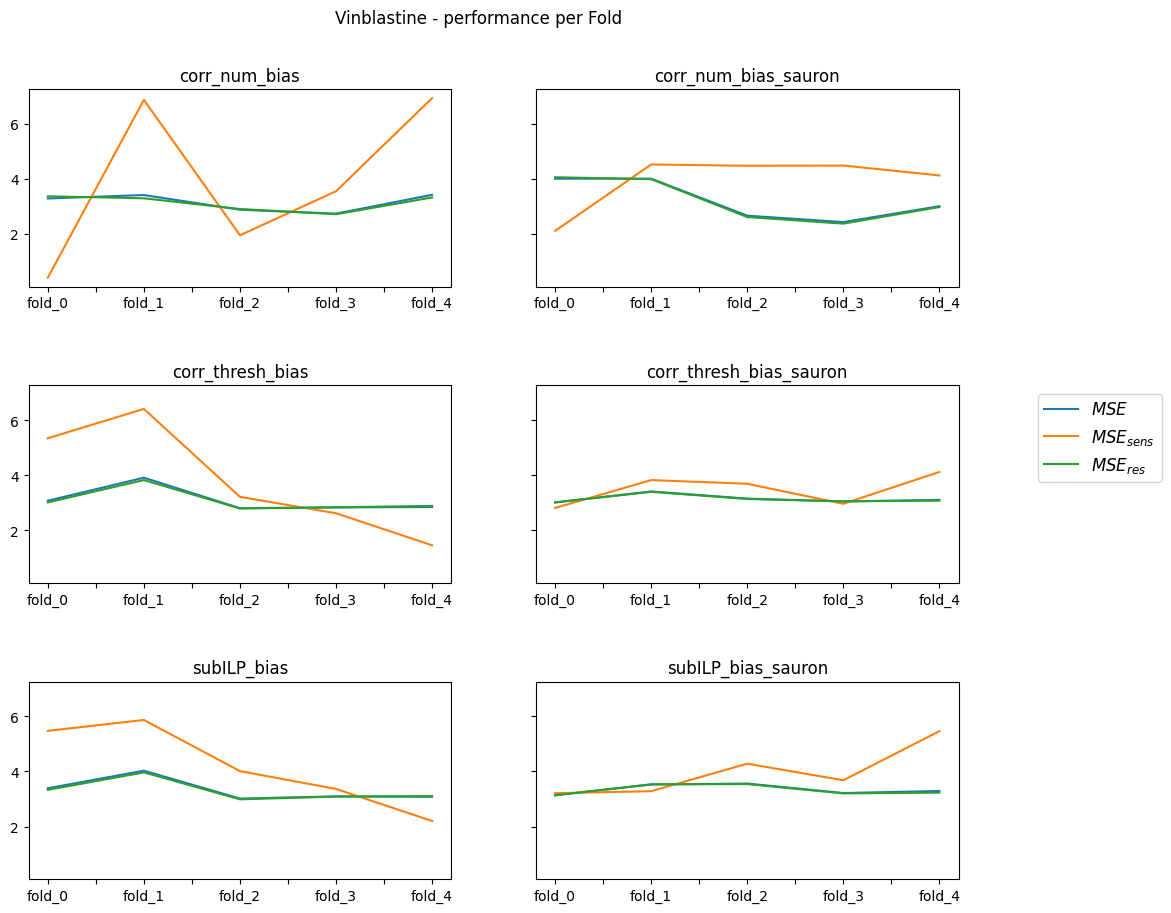 Vinblastine - performance per Fold
corr_num_bias
corr_num_bias_sauron
6
4
2
fold_0 fold_1 fold_2 fold_3 fold_4
fold_0 fold_1 fold_2 fold_3 fold_4
corr_thresh_bias
corr_thresh_bias_sauron
6
4
2
fold_0 fold_1 fold_2 fold_3 fold_4
fold_0 fold_1 fold_2 fold_3 fold_4
MSE
MSE_sens
MSE_res
subILP_bias
subILP_bias_sauron
6
4
2
fold_0 fold_1 fold_2 fold_3 fold_4
fold_0 fold_1 fold_2 fold_3 fold_4